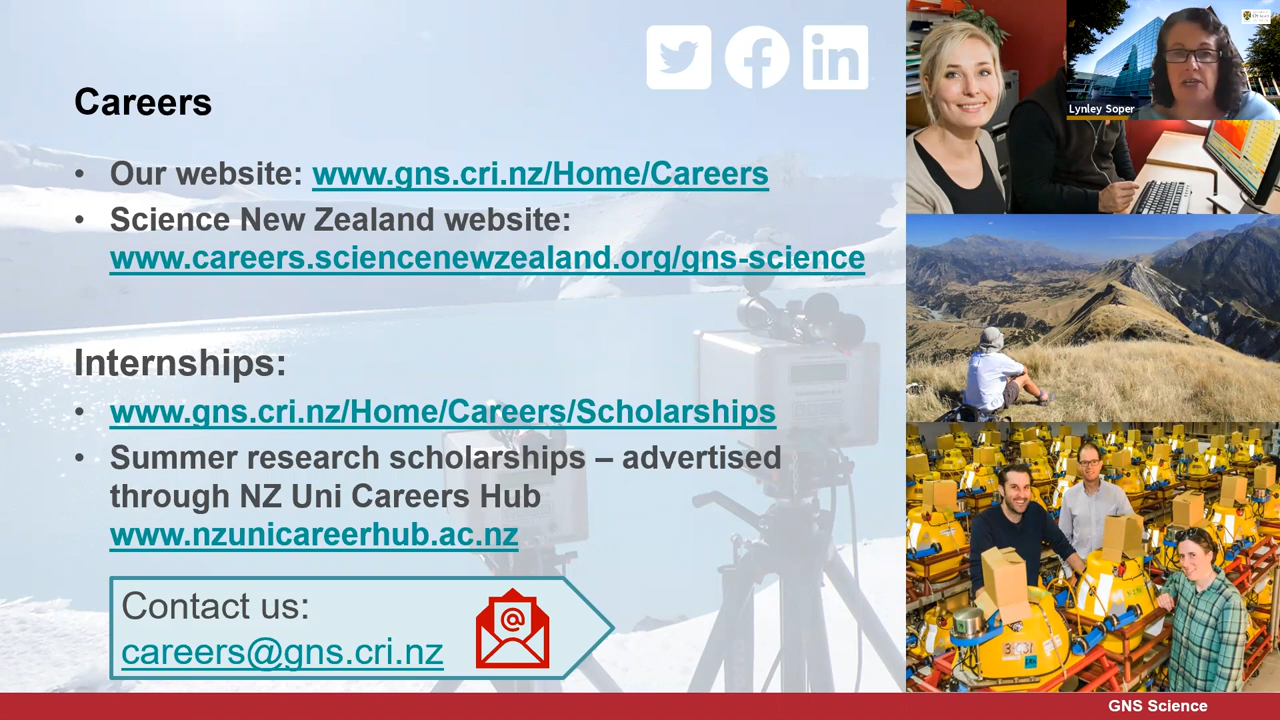 Careers
• Our website: www.gns.cri.nz/Home/Careers
• Science New Zealand website:
www.careers.sciencenewzealand.org/gns-science
Internships:
• www.gns.cri.nz/Home/Careers/Scholarships
• Summer research scholarships – advertised
through NZ Uni Careers Hub
www.nzunicareerhub.ac.nz
Contact us:
careers@gns.cri.nz
Lynley Soper
GNS Science